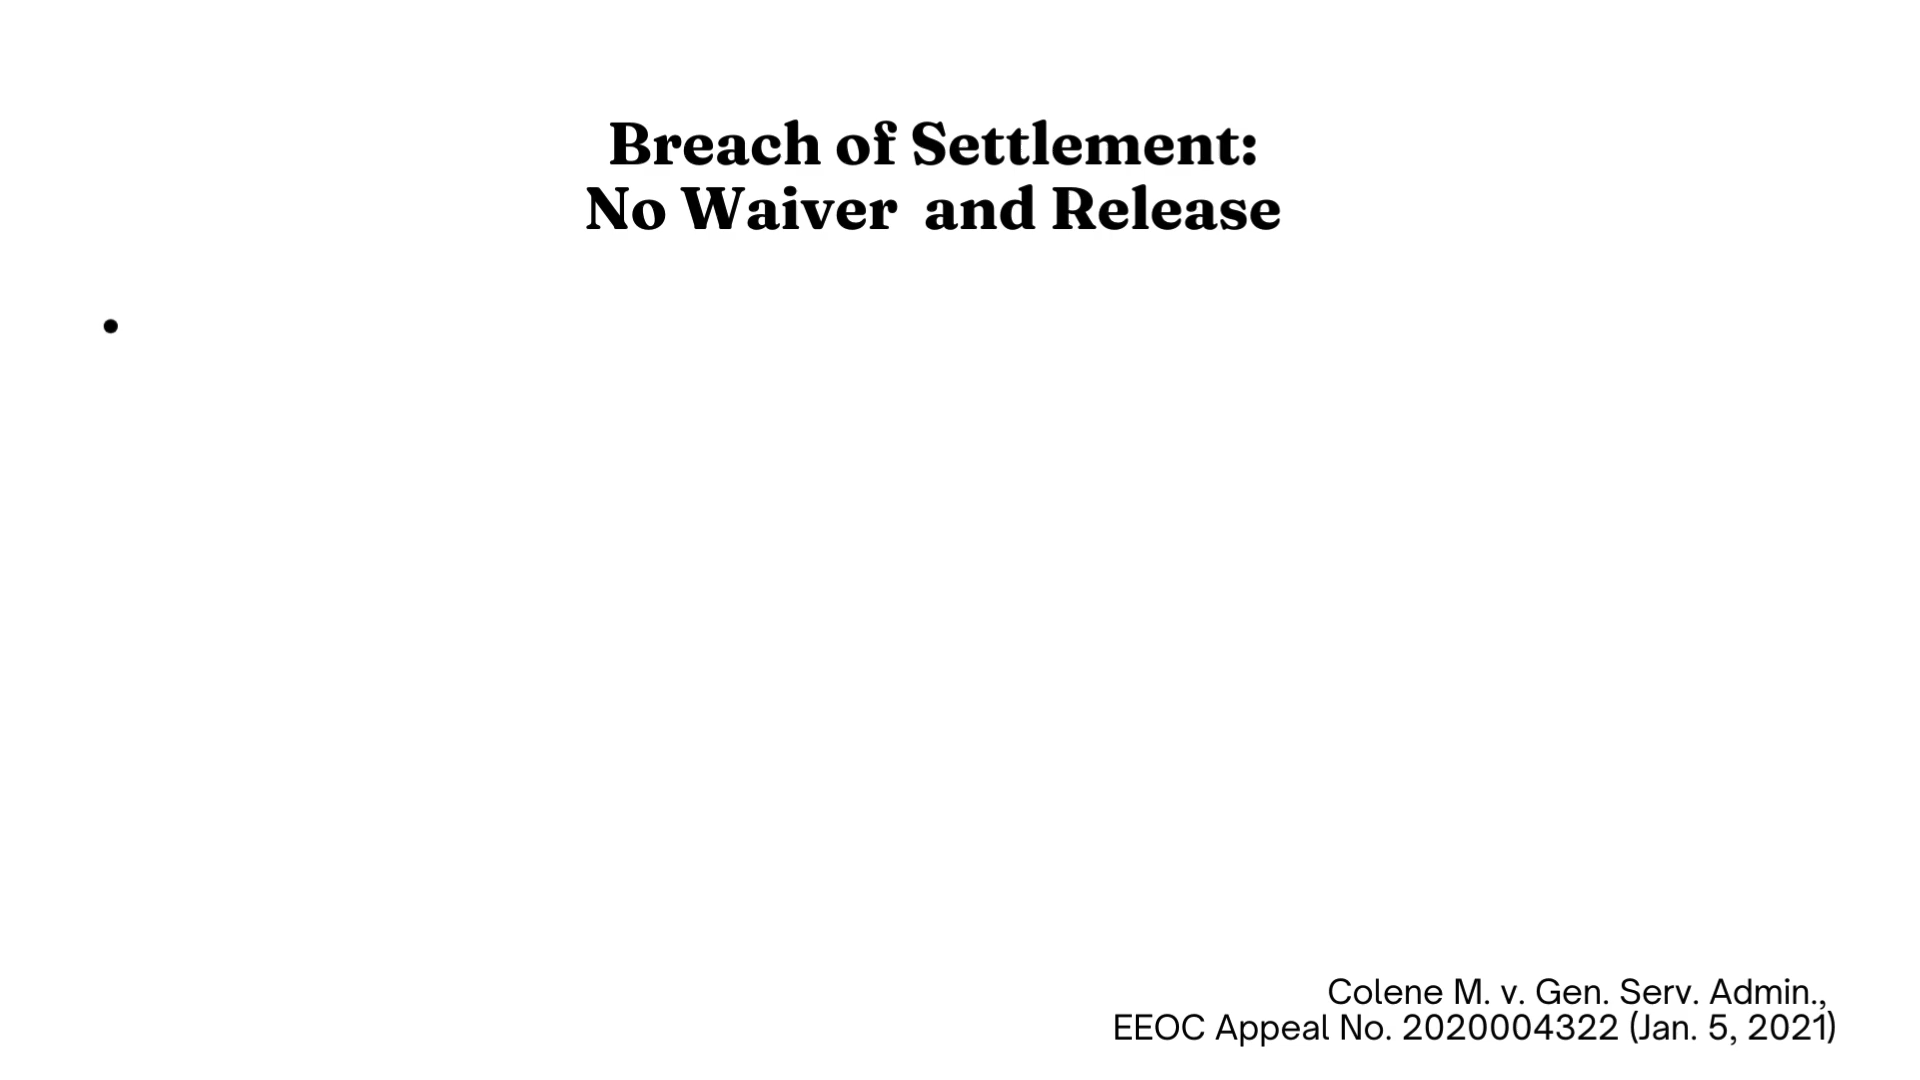 Breach of Settlement:
No Waiver  and Release
•
Colene M. v. Gen. Serv. Admin.,
EEOC Appeal No. 2020004322 (Jan. 5, 2021)